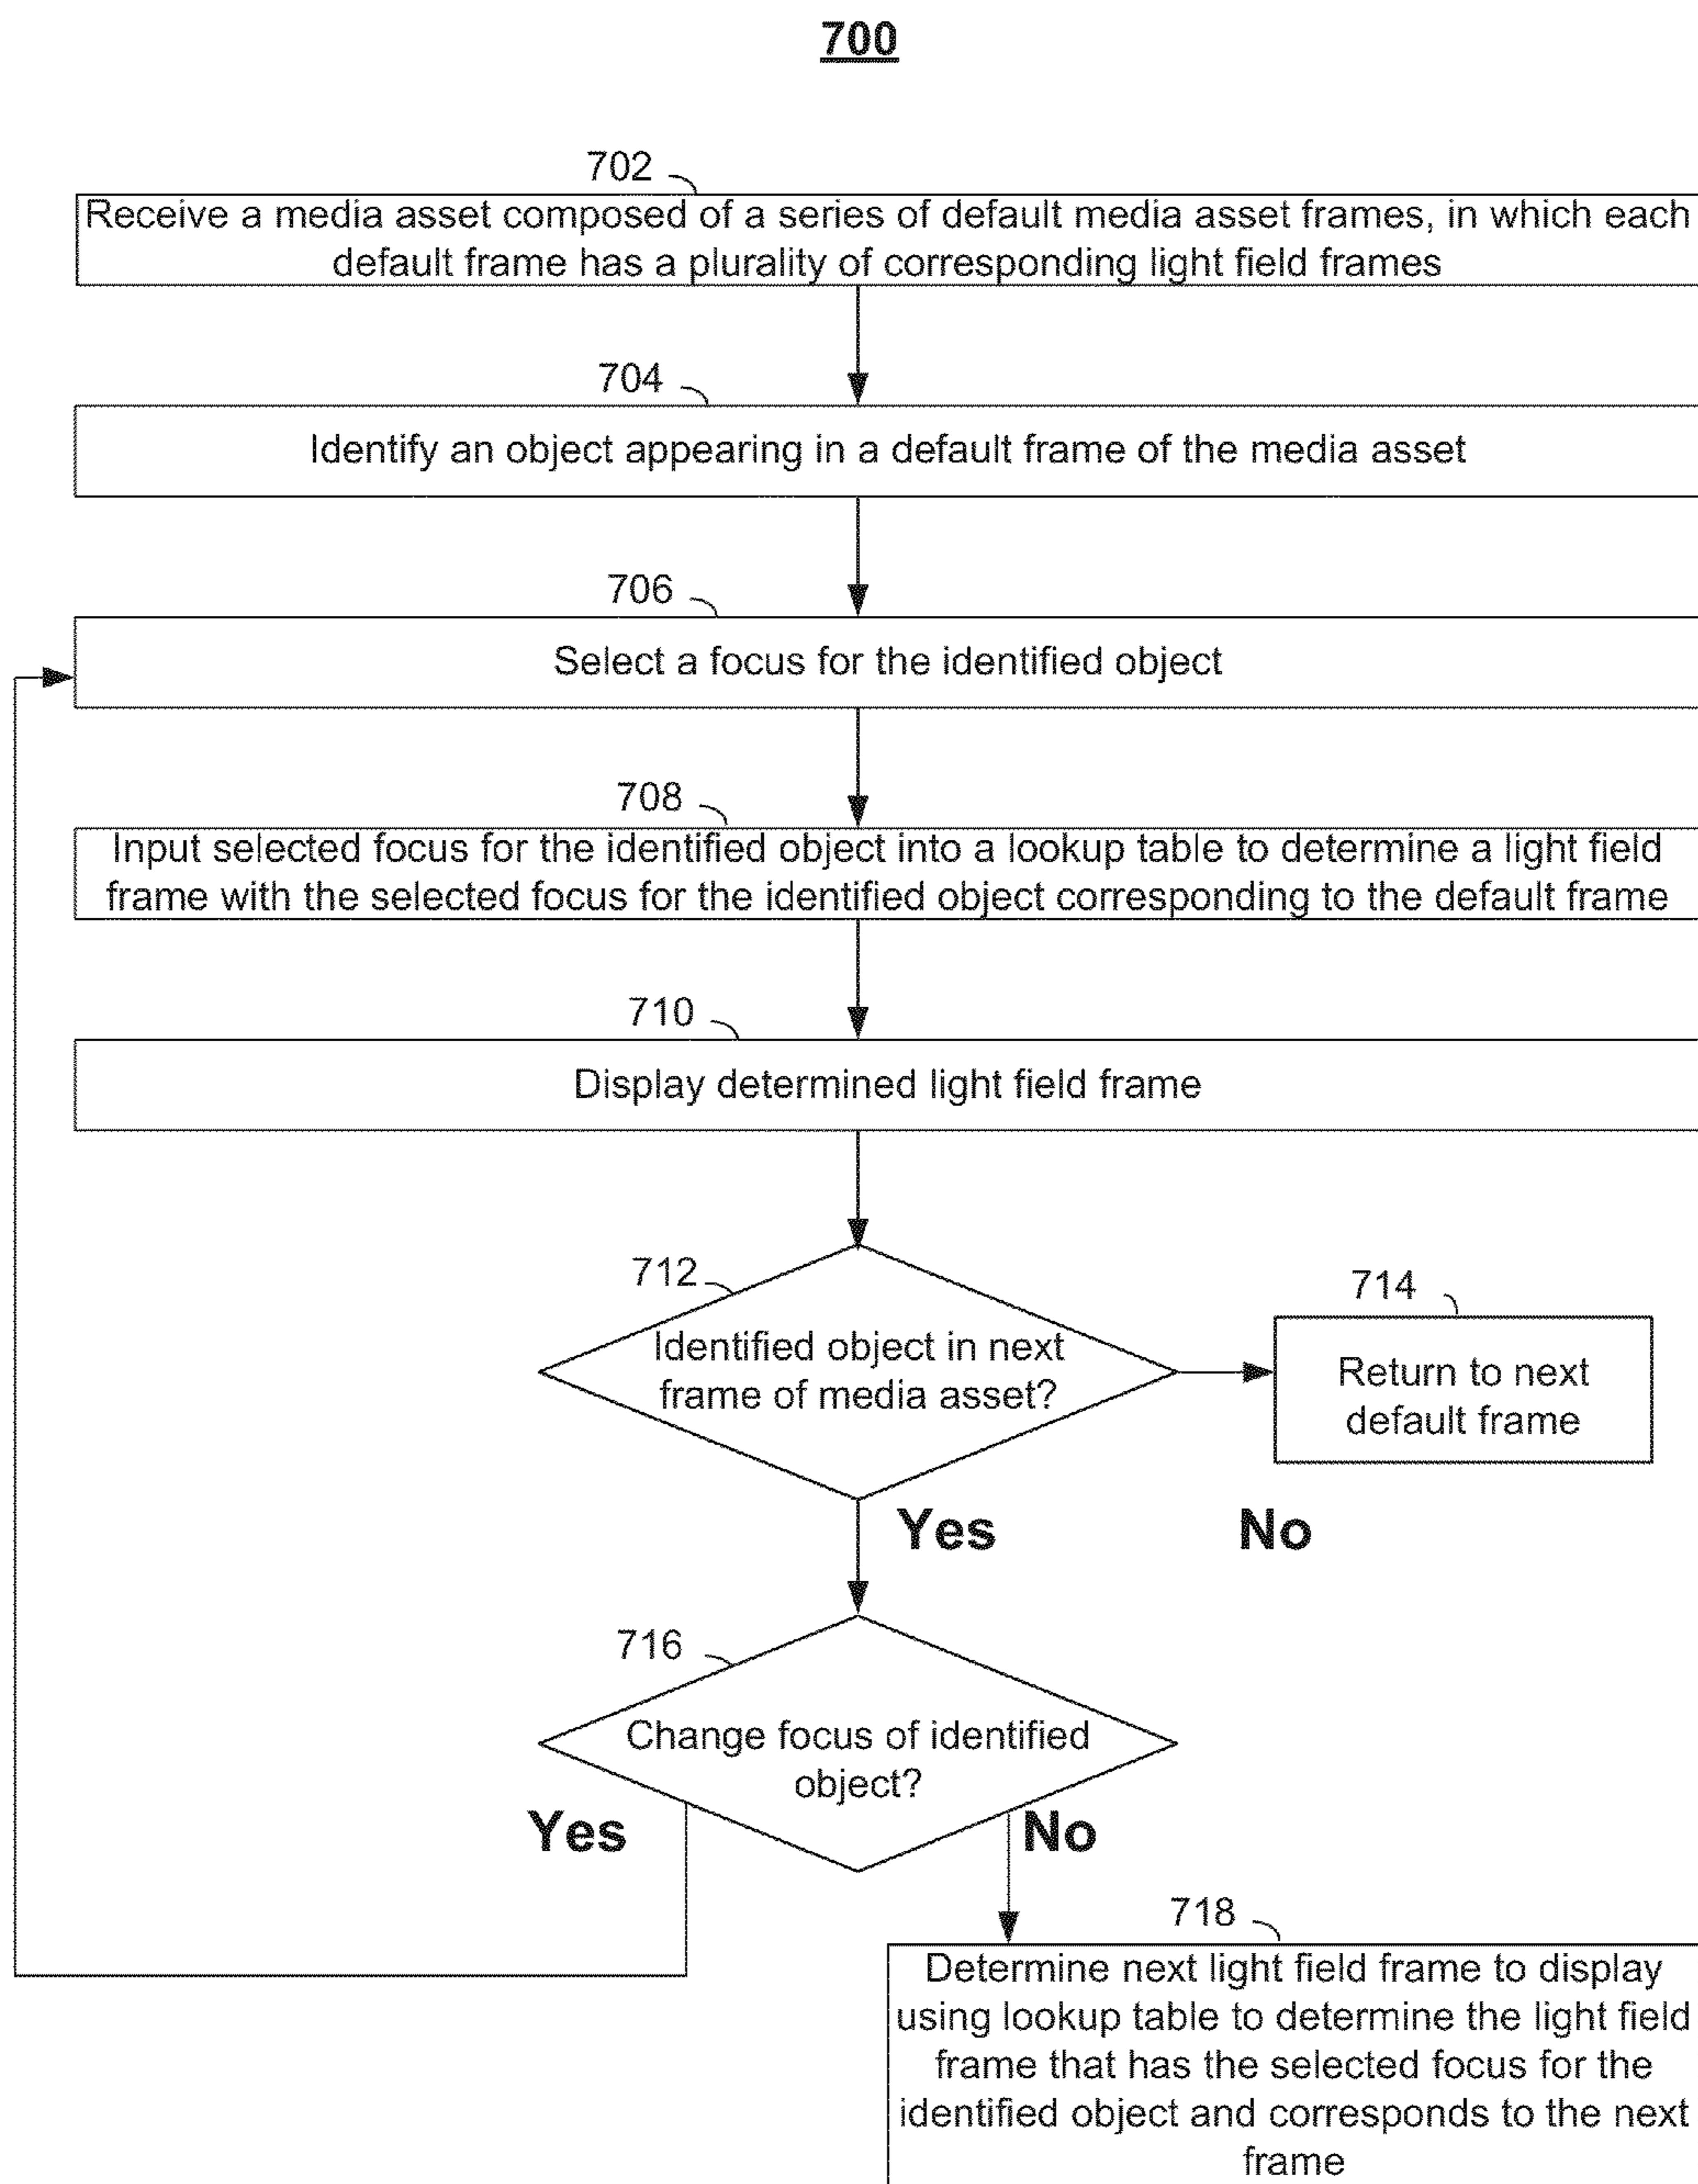 700
702
Receive a media asset composed of a series of default media asset frames, in which each
default frame has a plurality of corresponding light field frames
704
Identify an object appearing in a default frame of the media asset
706
Select a focus for the identified object
708
Input selected focus for the identified object into a lookup table to determine a light field
frame with the selected focus for the identified object corresponding to the default frame
710
Display determined light field frame
712
Identified object in next
frame of media asset?
714
Return to next
default frame
Yes
No
716
Change focus of identified
object?
Yes
No
718
Determine next light field frame to display
using lookup table to determine the light field
frame that has the selected focus for the
identified object and corresponds to the next
frame